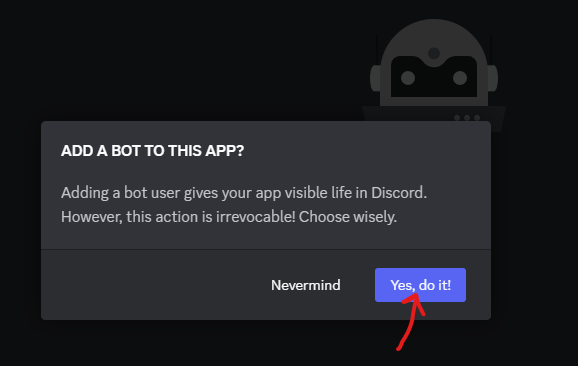 ADD A BOT TO THIS APP?
Adding a bot user gives your app visible life in Discord.
However, this action is irrevocable! Choose wisely.
Nevermind
Yes, do it!